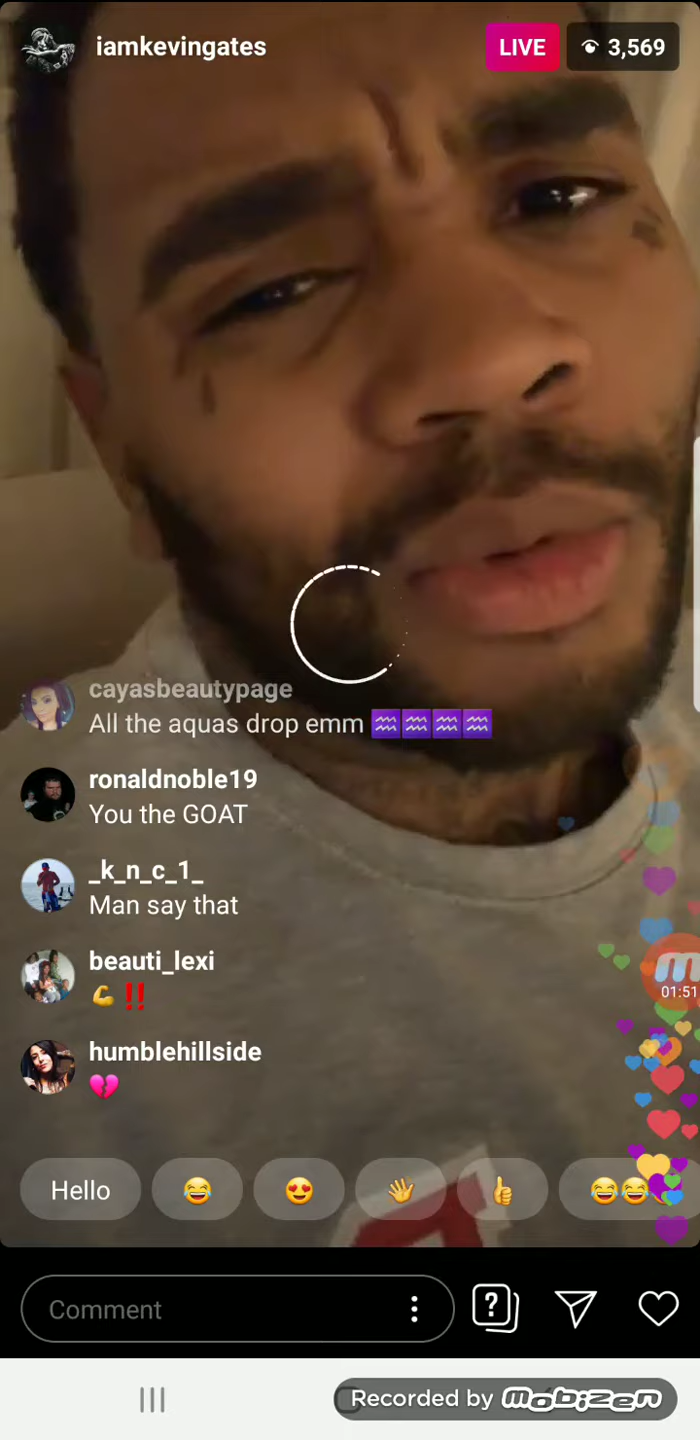 iamkevingates
LIVE
3,569
cayasbeautypage
All the aquas drop emm ♒♒♒♒
ronaldnoble19
You the GOAT
_k_n_c_1_
Man say that
beauti_lexi
💪‼️
humblehillside
💔
01:51
Hello 😂 😍 👋 👍 😂😂
Comment
Recorded by mobizen